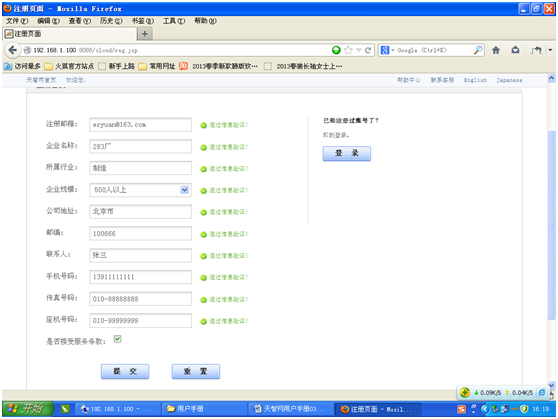 注册页面 - Mozilla Firefox
文件(F) 编辑(E) 查看(V) 历史(S) 书签(B) 工具(T) 帮助(H)
注册页面
192.168.1.100:8080/cloud/reg.jsp
Google <Ctrl+K>
访问最多 火狐官方站点 新手上路 常用网址 2013春季新款韩版玫… 2013春装长袖女士上…
天智网首页 欢迎您.
帮助中心 联系客服 English Japanese
注册邮箱: eryuan@163.com 通过信息验证!
已经注册过账号了?
企业名称: 283厂 通过信息验证!
即刻登录。
登 录
所属行业: 制造 通过信息验证!
企业规模: 500人以上 通过信息验证!
公司地址: 北京市 通过信息验证!
邮编: 100666 通过信息验证!
联系人: 张三 通过信息验证!
手机号码: 13911111111 通过信息验证!
传真号码: 010-88888888 通过信息验证!
座机号码: 010-99999999 通过信息验证!
是否接受服务条款:
提 交 重 置
0.09K/S 0.04K/S
开始 192.168.1.100 - ... 用户手册 天智网用户手册03... 注册页面 - Mozil... 16:19